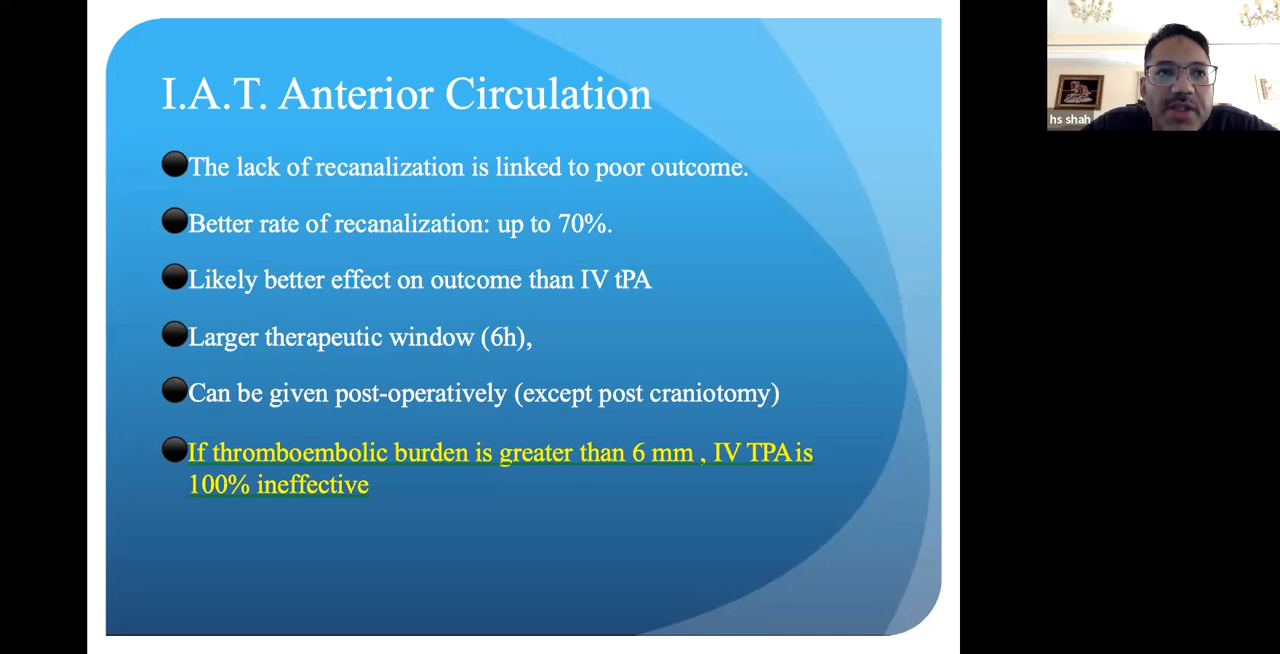 I.A.T. Anterior Circulation
The lack of recanalization is linked to poor outcome.
Better rate of recanalization: up to 70%.
Likely better effect on outcome than IV tPA
Larger therapeutic window (6h),
Can be given post-operatively (except post craniotomy)
If thromboembolic burden is greater than 6 mm , IV TPA is
100% ineffective
hs shah